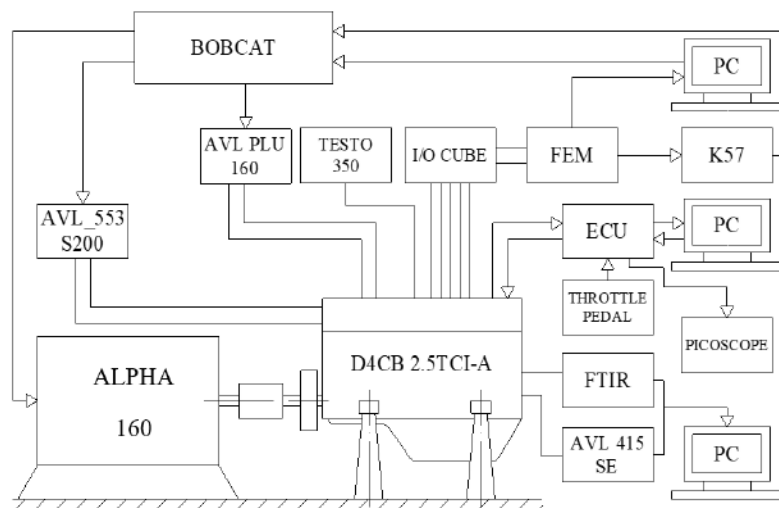 BOBCAT
PC
AVL PLU
160
TESTO
350
I/O CUBE
FEM
K57
AVL_553
S200
ECU
PC
THROTTLE
PEDAL
PICOSCOPE
ALPHA
160
D4CB 2.5TCI-A
FTIR
AVL 415
SE
PC